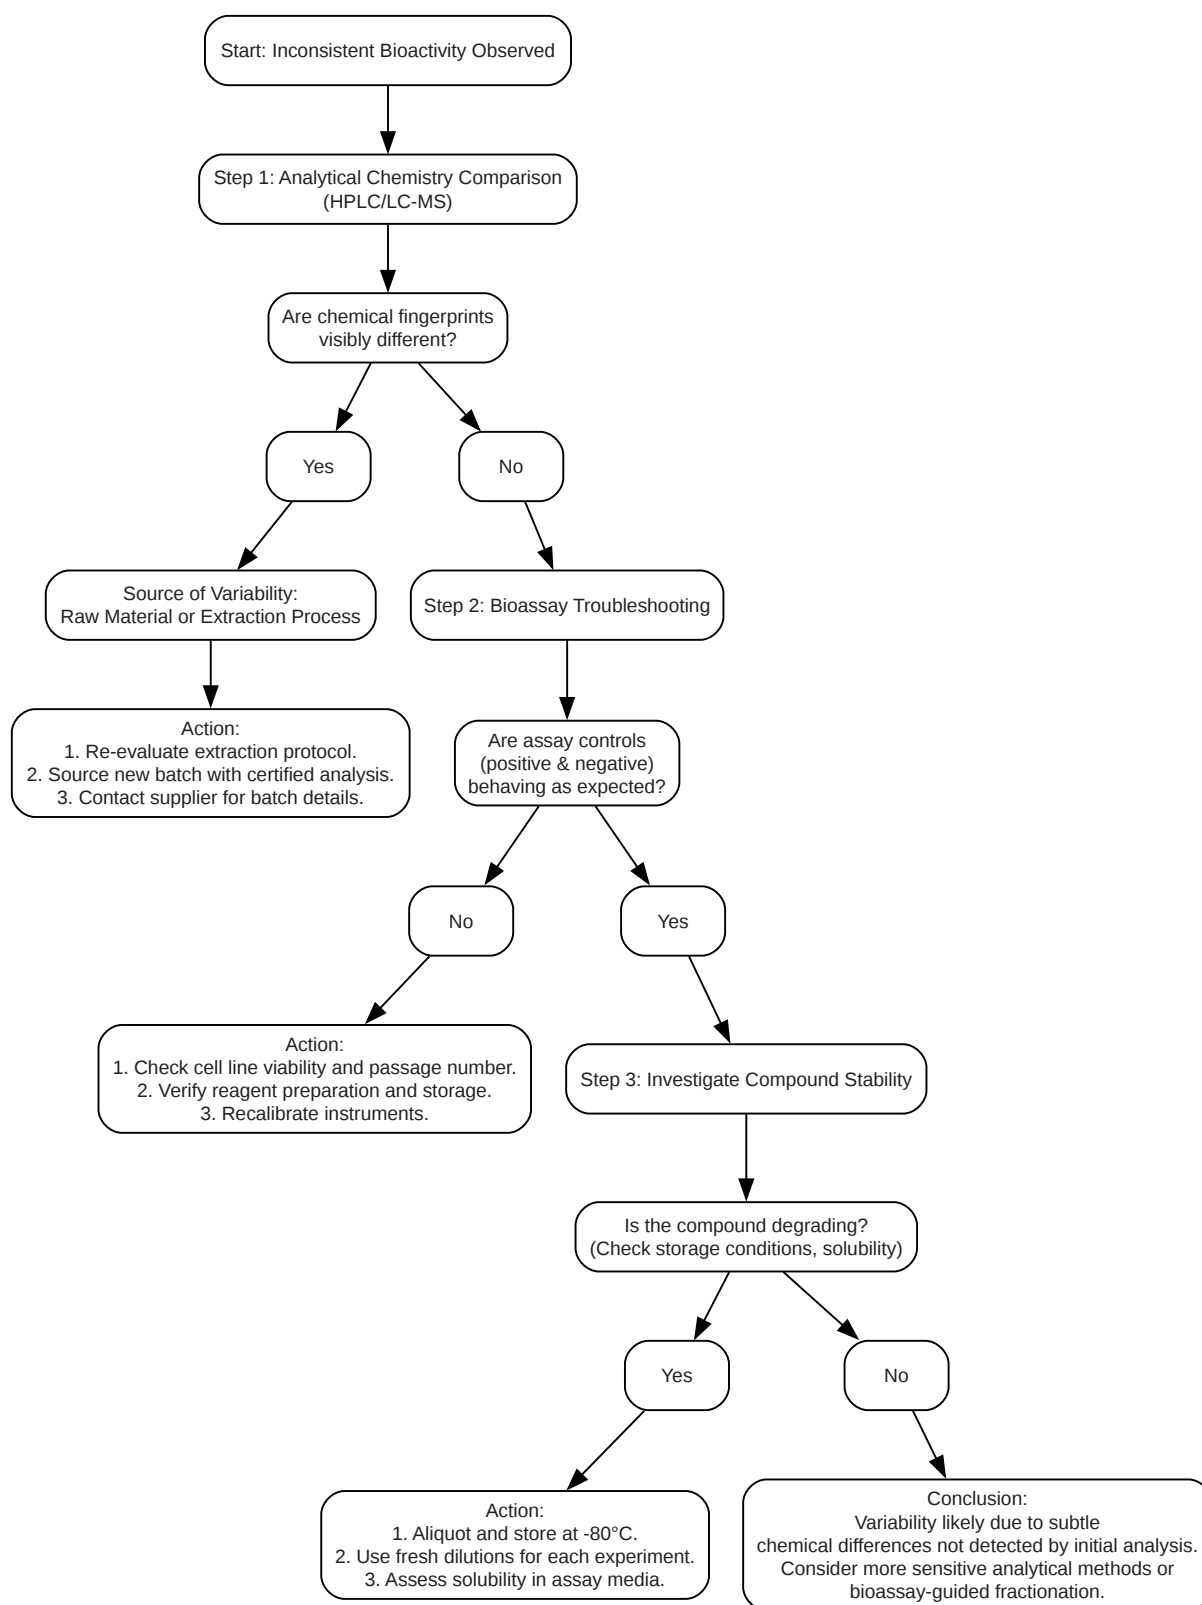 Start: Inconsistent Bioactivity Observed
Step 1: Analytical Chemistry Comparison
(HPLC/LC-MS)
Are chemical fingerprints
visibly different?
Yes
No
Source of Variability:
Raw Material or Extraction Process
Step 2: Bioassay Troubleshooting
Action:
1. Re-evaluate extraction protocol.
2. Source new batch with certified analysis.
3. Contact supplier for batch details.
Are assay controls
(positive & negative)
behaving as expected?
No
Yes
Action:
1. Check cell line viability and passage number.
2. Verify reagent preparation and storage.
3. Recalibrate instruments.
Step 3: Investigate Compound Stability
Is the compound degrading?
(Check storage conditions, solubility)
Yes
No
Action:
1. Aliquot and store at -80°C.
2. Use fresh dilutions for each experiment.
3. Assess solubility in assay media.
Conclusion:
Variability likely due to subtle
chemical differences not detected by initial analysis.
Consider more sensitive analytical methods or
bioassay-guided fractionation.